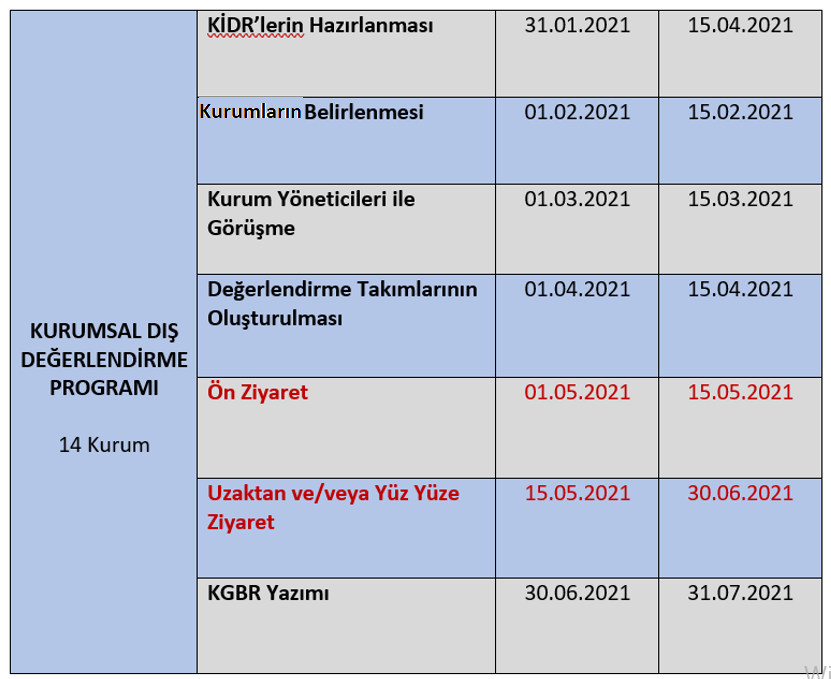 KİDR’lerin Hazırlanması 31.01.2021 15.04.2021
Kurumların Belirlenmesi 01.02.2021 15.02.2021
Kurum Yöneticileri ile 01.03.2021 15.03.2021
Görüşme
Değerlendirme Takımlarının 01.04.2021 15.04.2021
Oluşturulması
KURUMSAL DIŞ
DEĞERLENDİRME
PROGRAMI
14 Kurum
Ön Ziyaret 01.05.2021 15.05.2021
Uzaktan ve/veya Yüz Yüze 15.05.2021 30.06.2021
Ziyaret
KGBR Yazımı 30.06.2021 31.07.2021